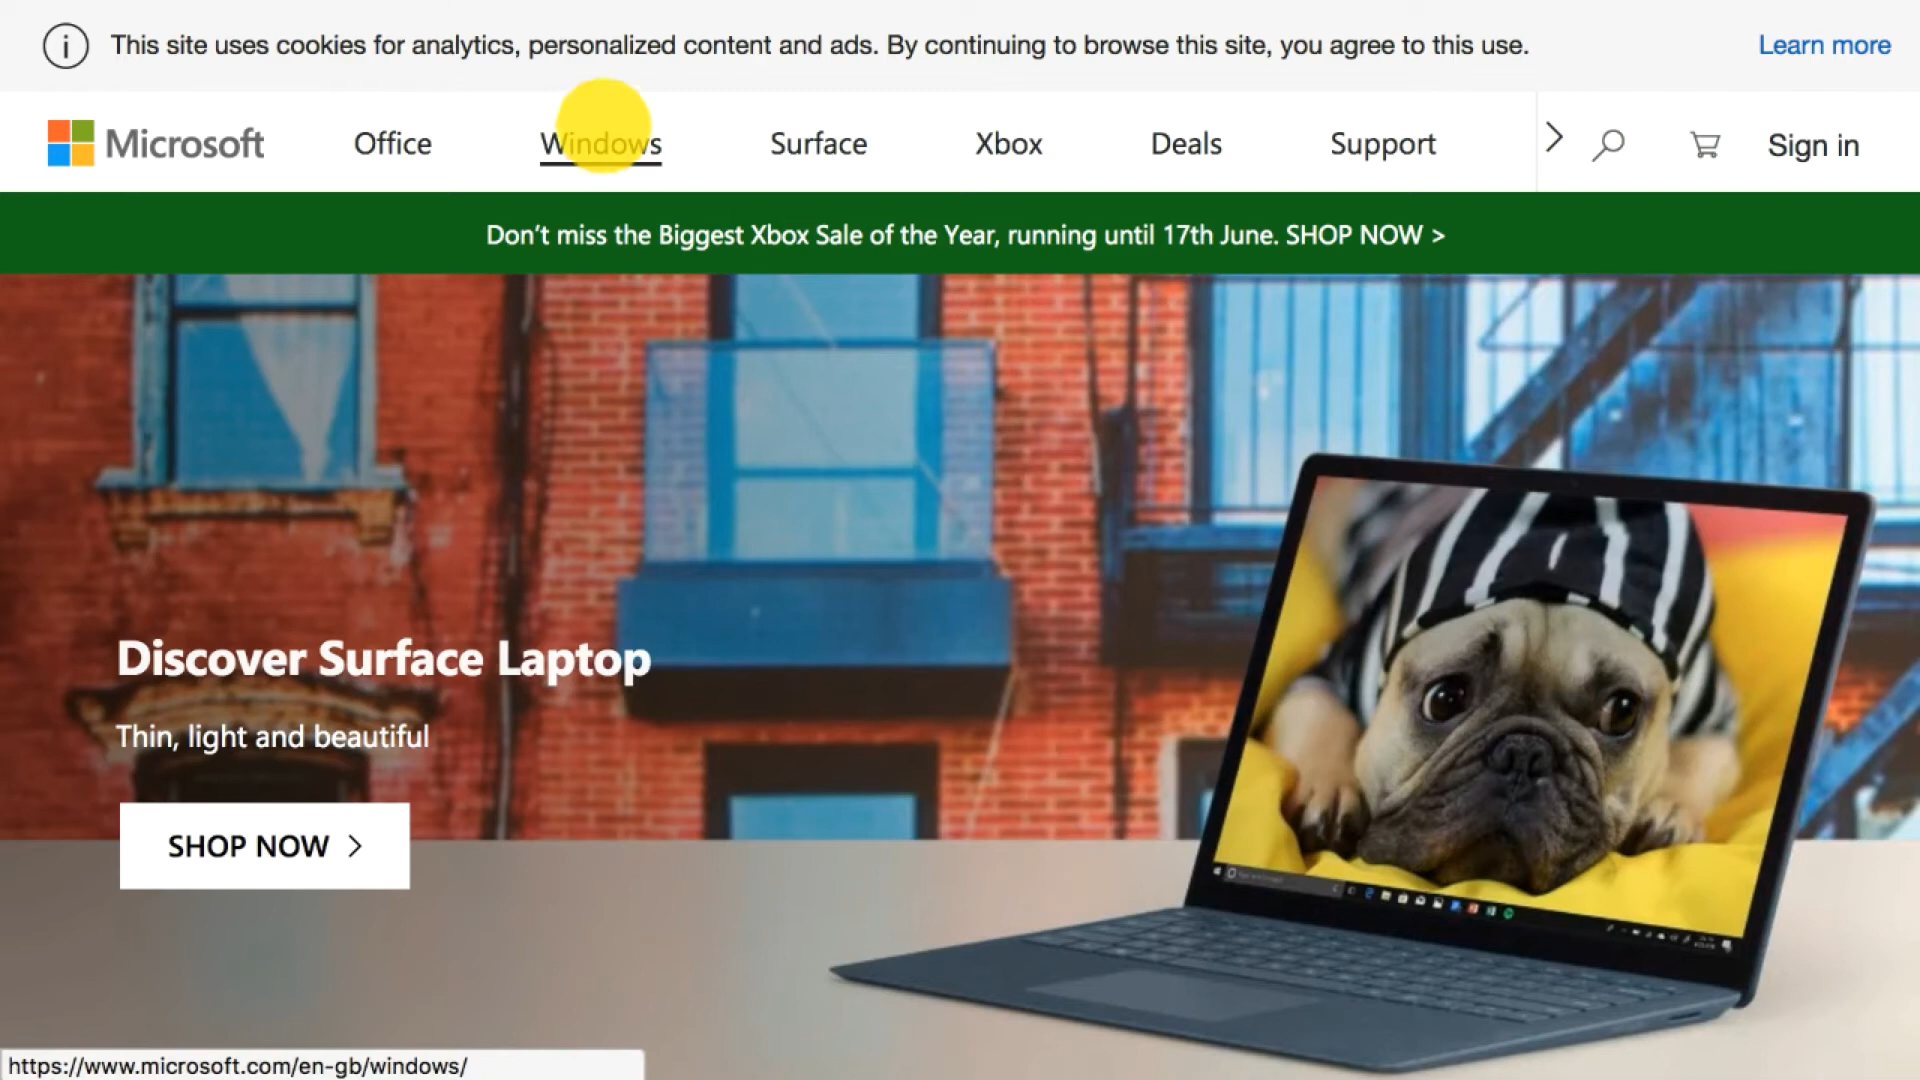 This site uses cookies for analytics, personalized content and ads. By continuing to browse this site, you agree to this use.
Learn more
Microsoft
Office
Windows
Surface
Xbox
Deals
Support
Sign in
Don't miss the Biggest Xbox Sale of the Year, running until 17th June. SHOP NOW >
Discover Surface Laptop
Thin, light and beautiful
SHOP NOW >
https://www.microsoft.com/en-gb/windows/